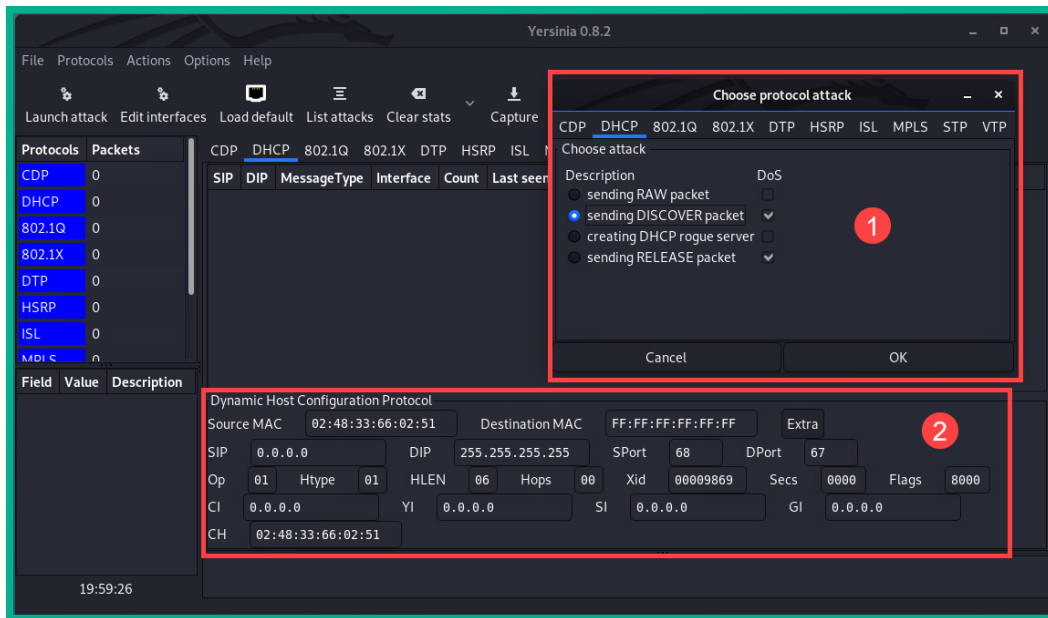 Yersinia 0.8.2
File Protocols Actions Options Help
Launch attack Edit interfaces Load default List attacks Clear stats Capture
Protocols Packets
CDP 0
DHCP 0
802.1Q 0
802.1X 0
DTP 0
HSRP 0
ISL 0
MPLS 0
Field Value Description
19:59:26
CDP DHCP 802.1Q 802.1X DTP HSRP ISL
SIP DIP MessageType Interface Count Last seen
Choose protocol attack
CDP DHCP 802.1Q 802.1X DTP HSRP ISL MPLS STP VTP
Choose attack
Description DoS
sending RAW packet
sending DISCOVER packet
creating DHCP rogue server
sending RELEASE packet
1
Cancel OK
Dynamic Host Configuration Protocol
Source MAC 02:48:33:66:02:51 Destination MAC FF:FF:FF:FF:FF:FF Extra
2
SIP 0.0.0.0 DIP 255.255.255.255 SPort 68 DPort 67
Op 01 Htype 01 HLEN 06 Hops 00 Xid 00009869 Secs 0000 Flags 8000
CI 0.0.0.0 YI 0.0.0.0 SI 0.0.0.0 GI 0.0.0.0
CH 02:48:33:66:02:51